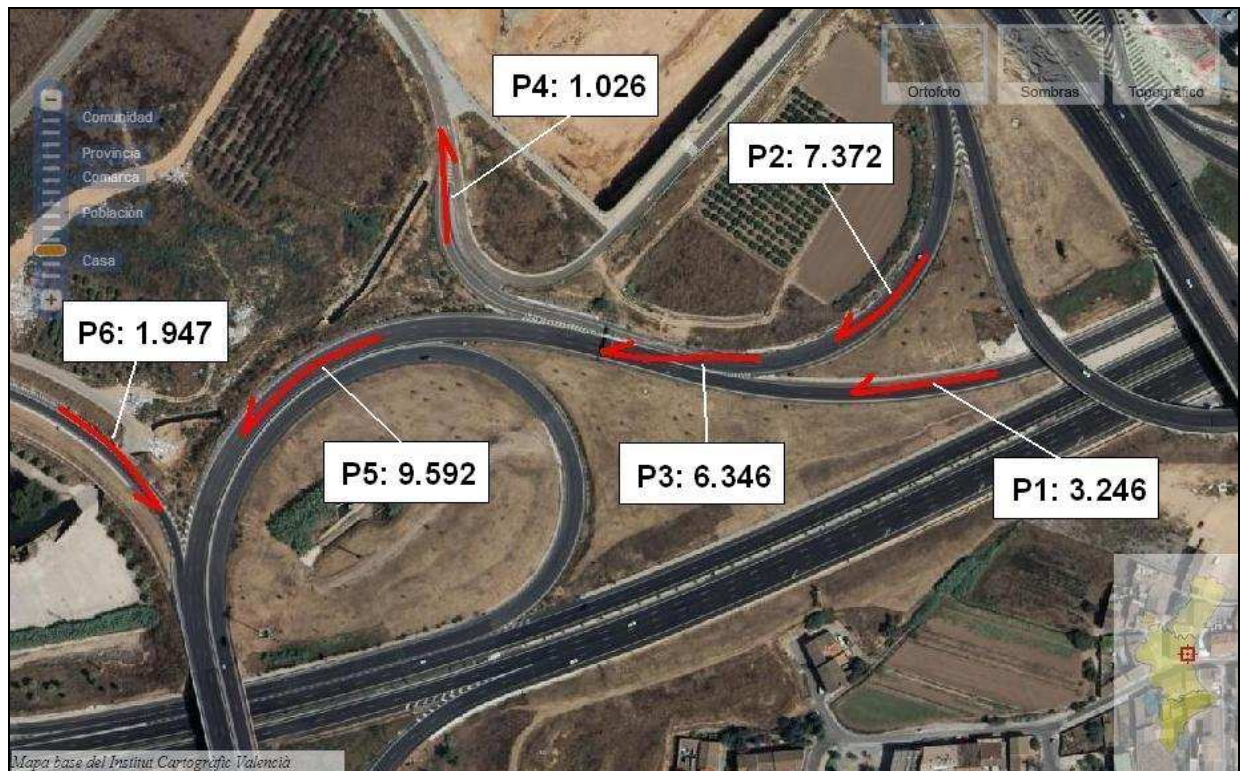 P4: 1.026
Ortofoto
Sombras
Topográfico
Comunidad
P2: 7.372
Provincia
Comarca
Población
Casa
P6: 1.947
P5: 9.592
P3: 6.346
P1: 3.246
Mapa base del Institut Cartogràfic Valencià